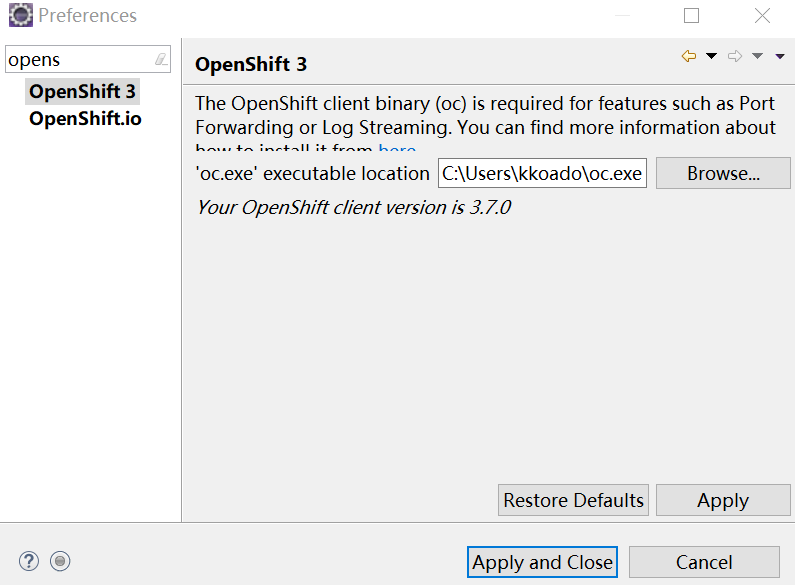 Preferences
opens
OpenShift 3
OpenShift.io
OpenShift 3
The OpenShift client binary (oc) is required for features such as Port
Forwarding or Log Streaming. You can find more information about
how to install it from here
'oc.exe' executable location C:\Users\kkoado\oc.exe Browse...
Your OpenShift client version is 3.7.0
Restore Defaults Apply
? Apply and Close Cancel